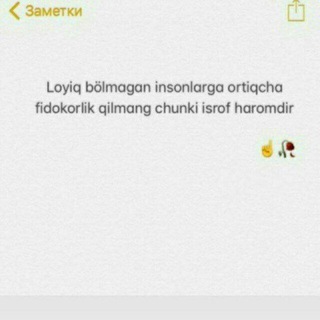 Заметки
Loyiq bölmagan insonlarga ortiqcha
fidokorlik qilmang chunki isrof haromdir
☝️🥀